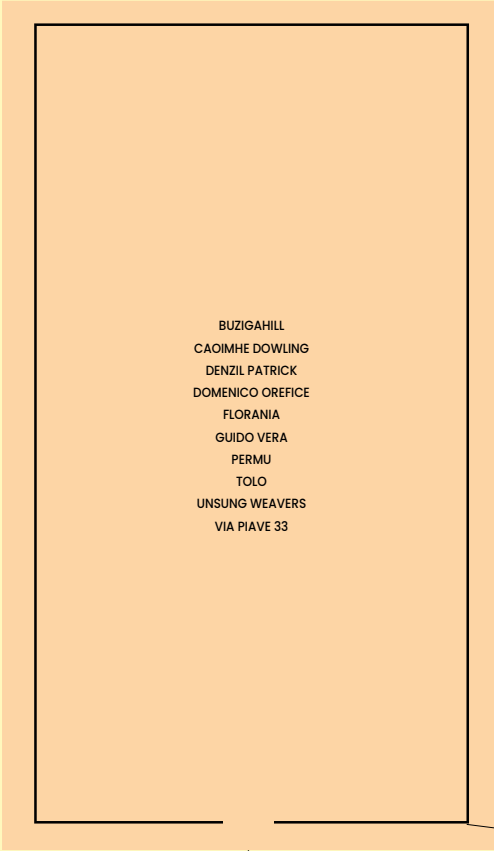 BUZIGAHILL
CAOIMHE DOWLING
DENZIL PATRICK
DOMENICO OREFICE
FLORANIA
GUIDO VERA
PERMU
TOLO
UNSUNG WEAVERS
VIA PIAVE 33